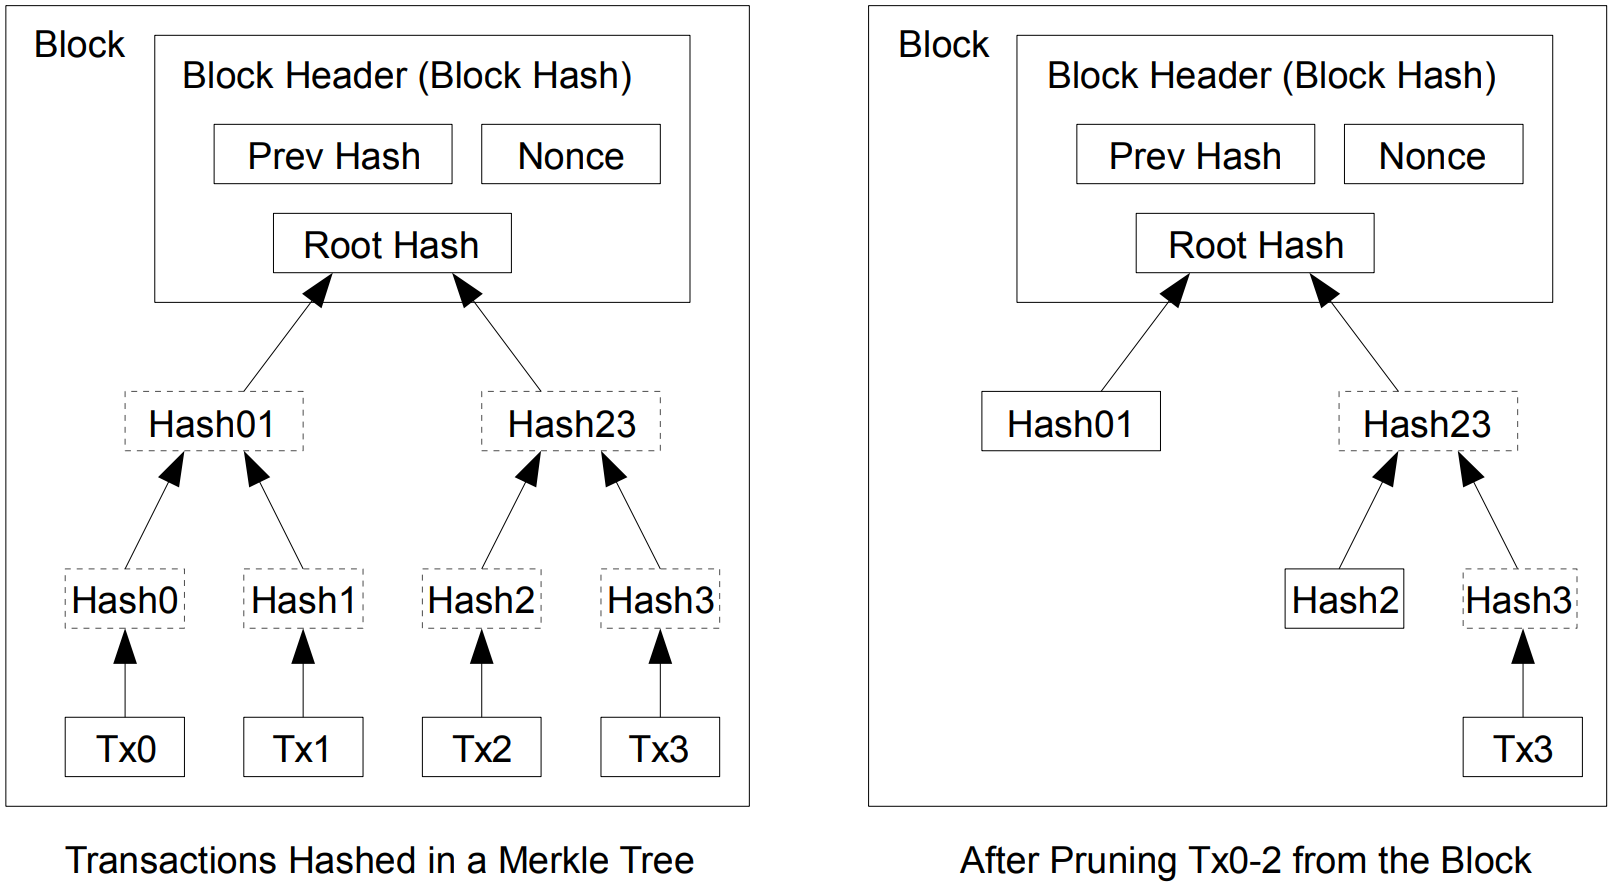 Block
Block Header (Block Hash)
Prev Hash
Nonce
Root Hash
Hash01
Hash23
Hash0
Hash1
Hash2
Hash3
Tx0
Tx1
Tx2
Tx3
Transactions Hashed in a Merkle Tree
Block
Block Header (Block Hash)
Prev Hash
Nonce
Root Hash
Hash01
Hash23
Hash2
Hash3
Tx3
After Pruning Tx0-2 from the Block